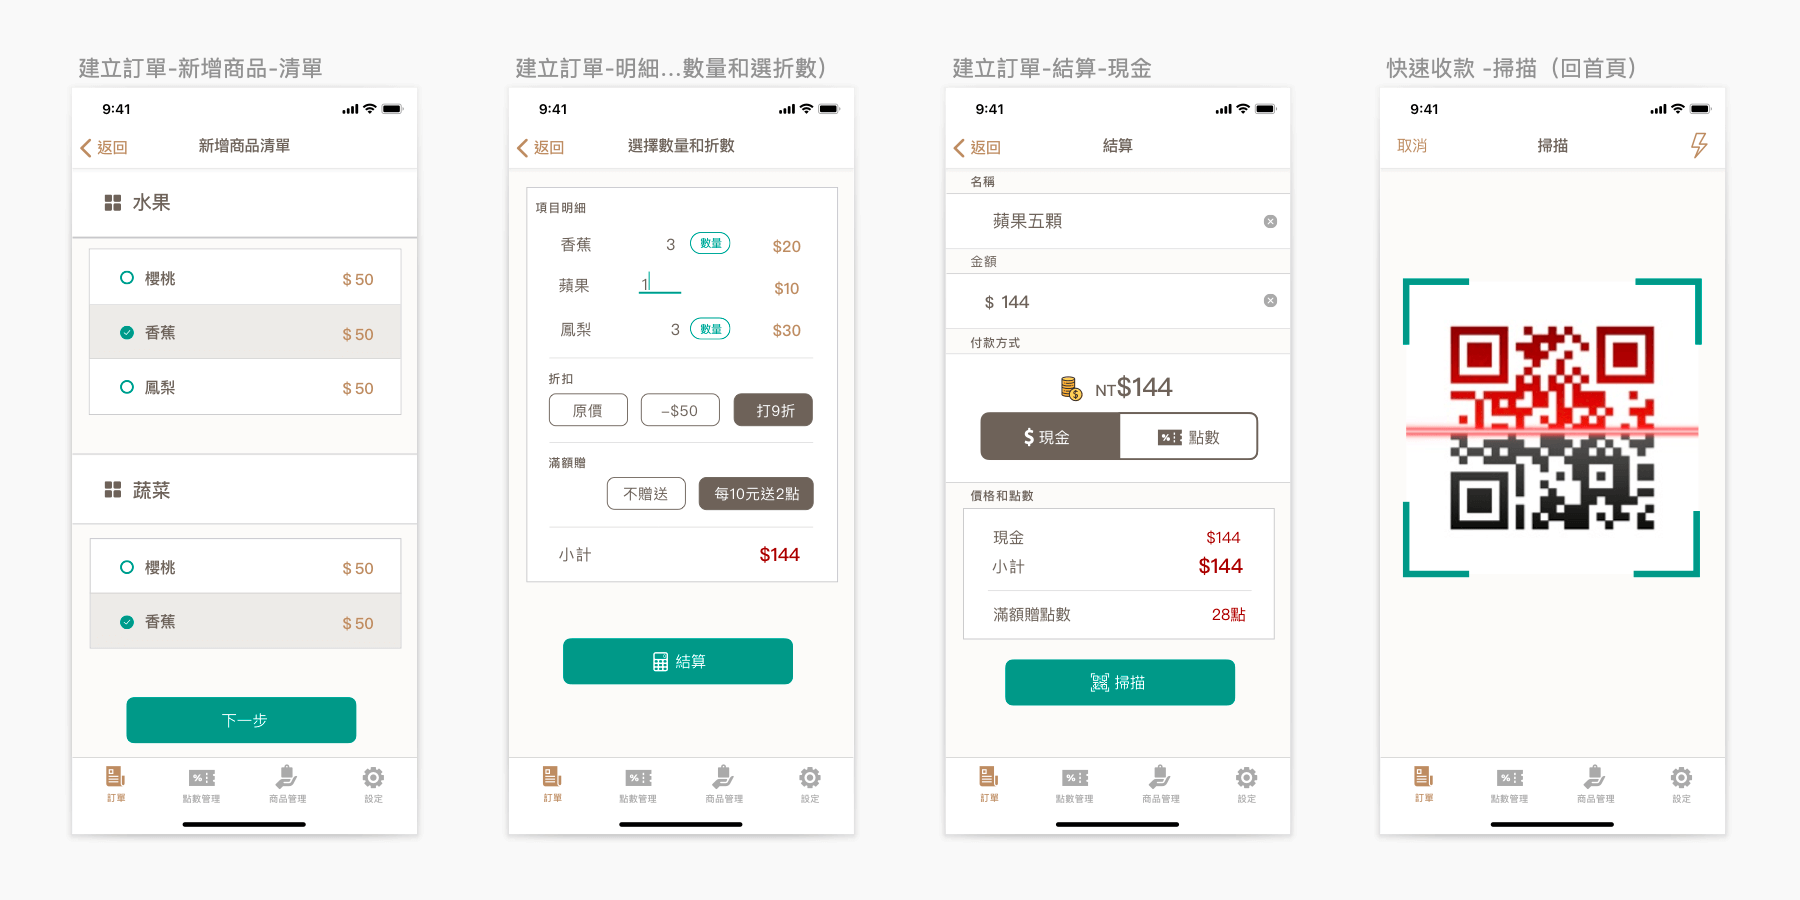 建立訂單-新增商品-清單
9:41
返回
新增商品清單
水果
櫻桃 $ 50
香蕉 $ 50
鳳梨 $ 50
蔬菜
櫻桃 $ 50
香蕉 $ 50
下一步
訂單 點數管理 商品管理 設定
建立訂單-明細...數量和選折數）
9:41
返回
選擇數量和折數
項目明細
香蕉 3 數量 $20
蘋果 1 $10
鳳梨 3 數量 $30
折扣
原價 -$50 打9折
滿額贈
不贈送 每10元送2點
小計 $144
結算
訂單 點數管理 商品管理 設定
建立訂單-結算-現金
9:41
返回
結算
名稱
蘋果五顆
金額
$ 144
付款方式
NT$144
$ 現金 % 點數
價格和點數
現金 $144
小計 $144
滿額贈點數 28點
掃描
訂單 點數管理 商品管理 設定
快速收款 -掃描（回首頁）
9:41
取消
掃描
訂單 點數管理 商品管理 設定